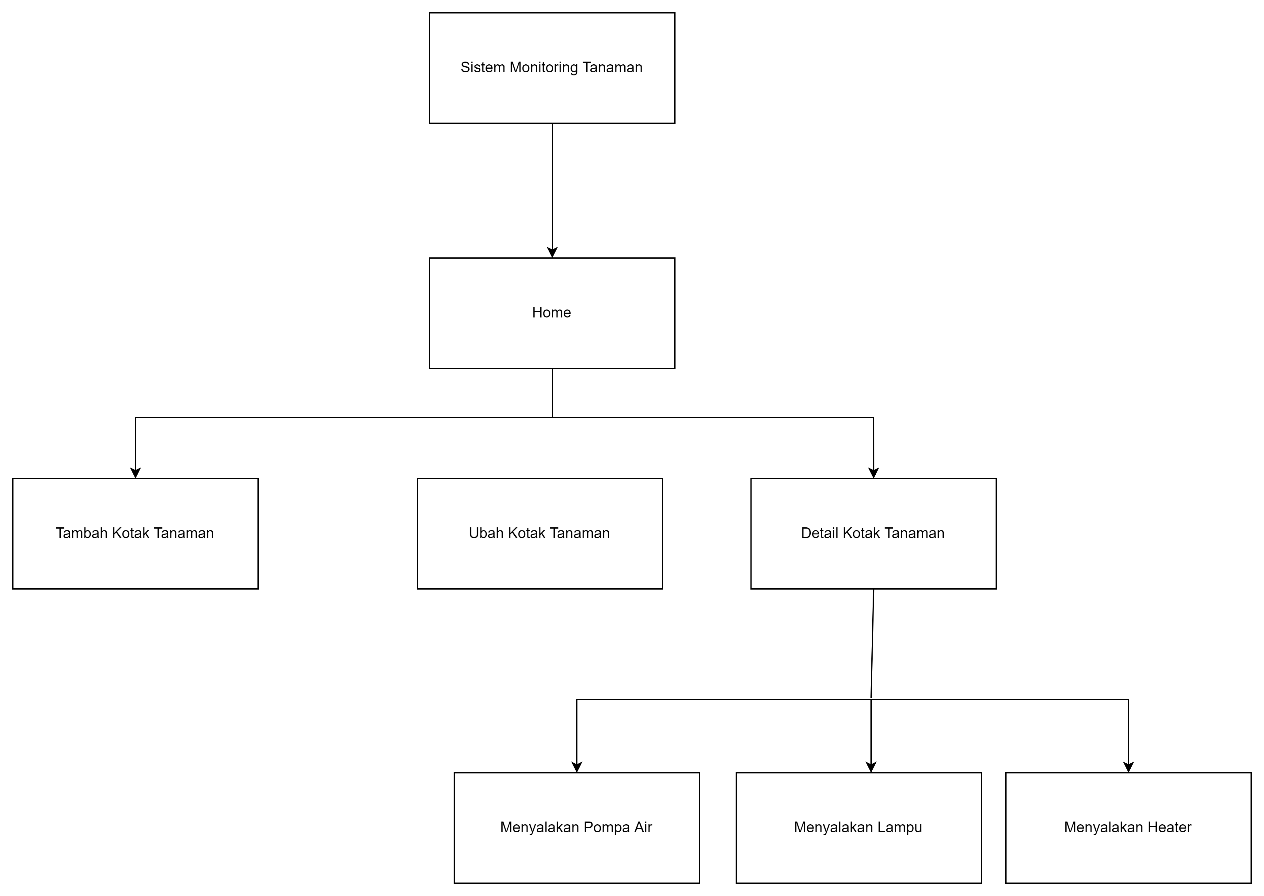 Sistem Monitoring Tanaman
Home
Tambah Kotak Tanaman
Ubah Kotak Tanaman
Detail Kotak Tanaman
Menyalakan Pompa Air
Menyalakan Lampu
Menyalakan Heater